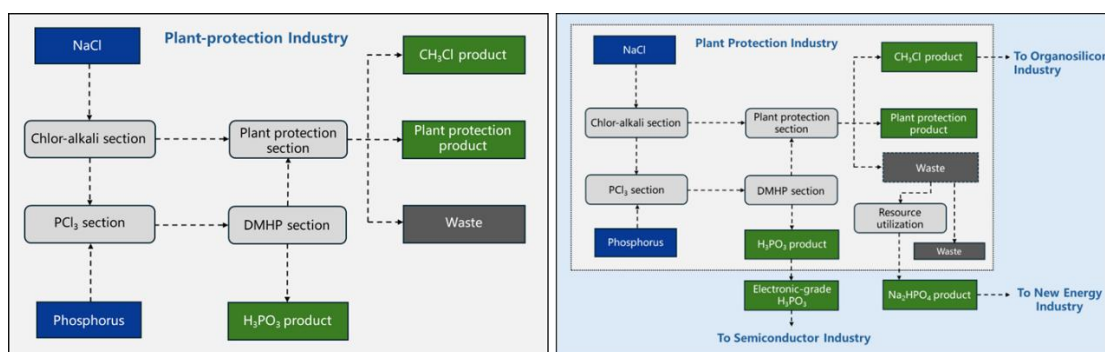 Plant-protection Industry
NaCl
CH₃Cl product
Chlor-alkali section
Plant protection
section
Plant protection
product
PCl₃ section
DMHP section
Waste
Phosphorus
H₃PO₃ product
Plant Protection Industry
NaCl
CH₃Cl product
To Organosilicon
Industry
Chlor-alkali section
Plant protection
section
Plant protection
product
Waste
PCl₃ section
DMHP section
Resource
utilization
Phosphorus
H₃PO₃ product
Waste
Electronic-grade
H₃PO₃
Na₂HPO₄ product
To New Energy
Industry
To Semiconductor Industry